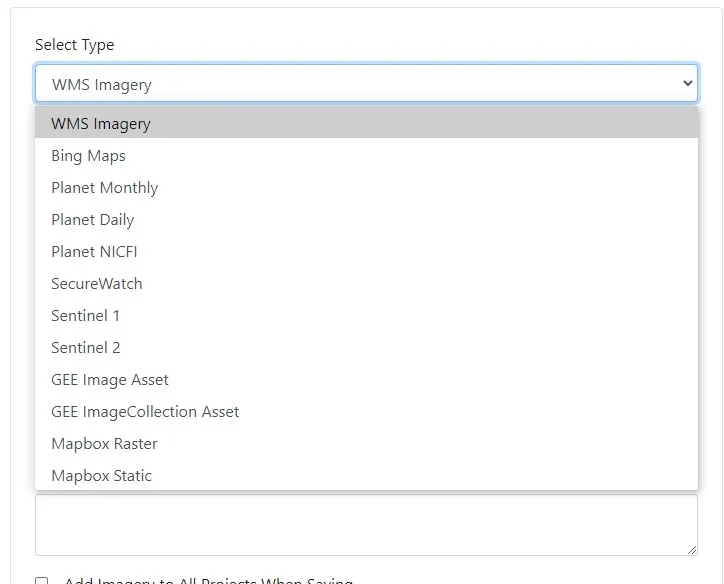 Select Type
WMS Imagery
WMS Imagery
Bing Maps
Planet Monthly
Planet Daily
Planet NICFI
SecureWatch
Sentinel 1
Sentinel 2
GEE Image Asset
GEE ImageCollection Asset
Mapbox Raster
Mapbox Static
Add Imagery to All Projects When Saving